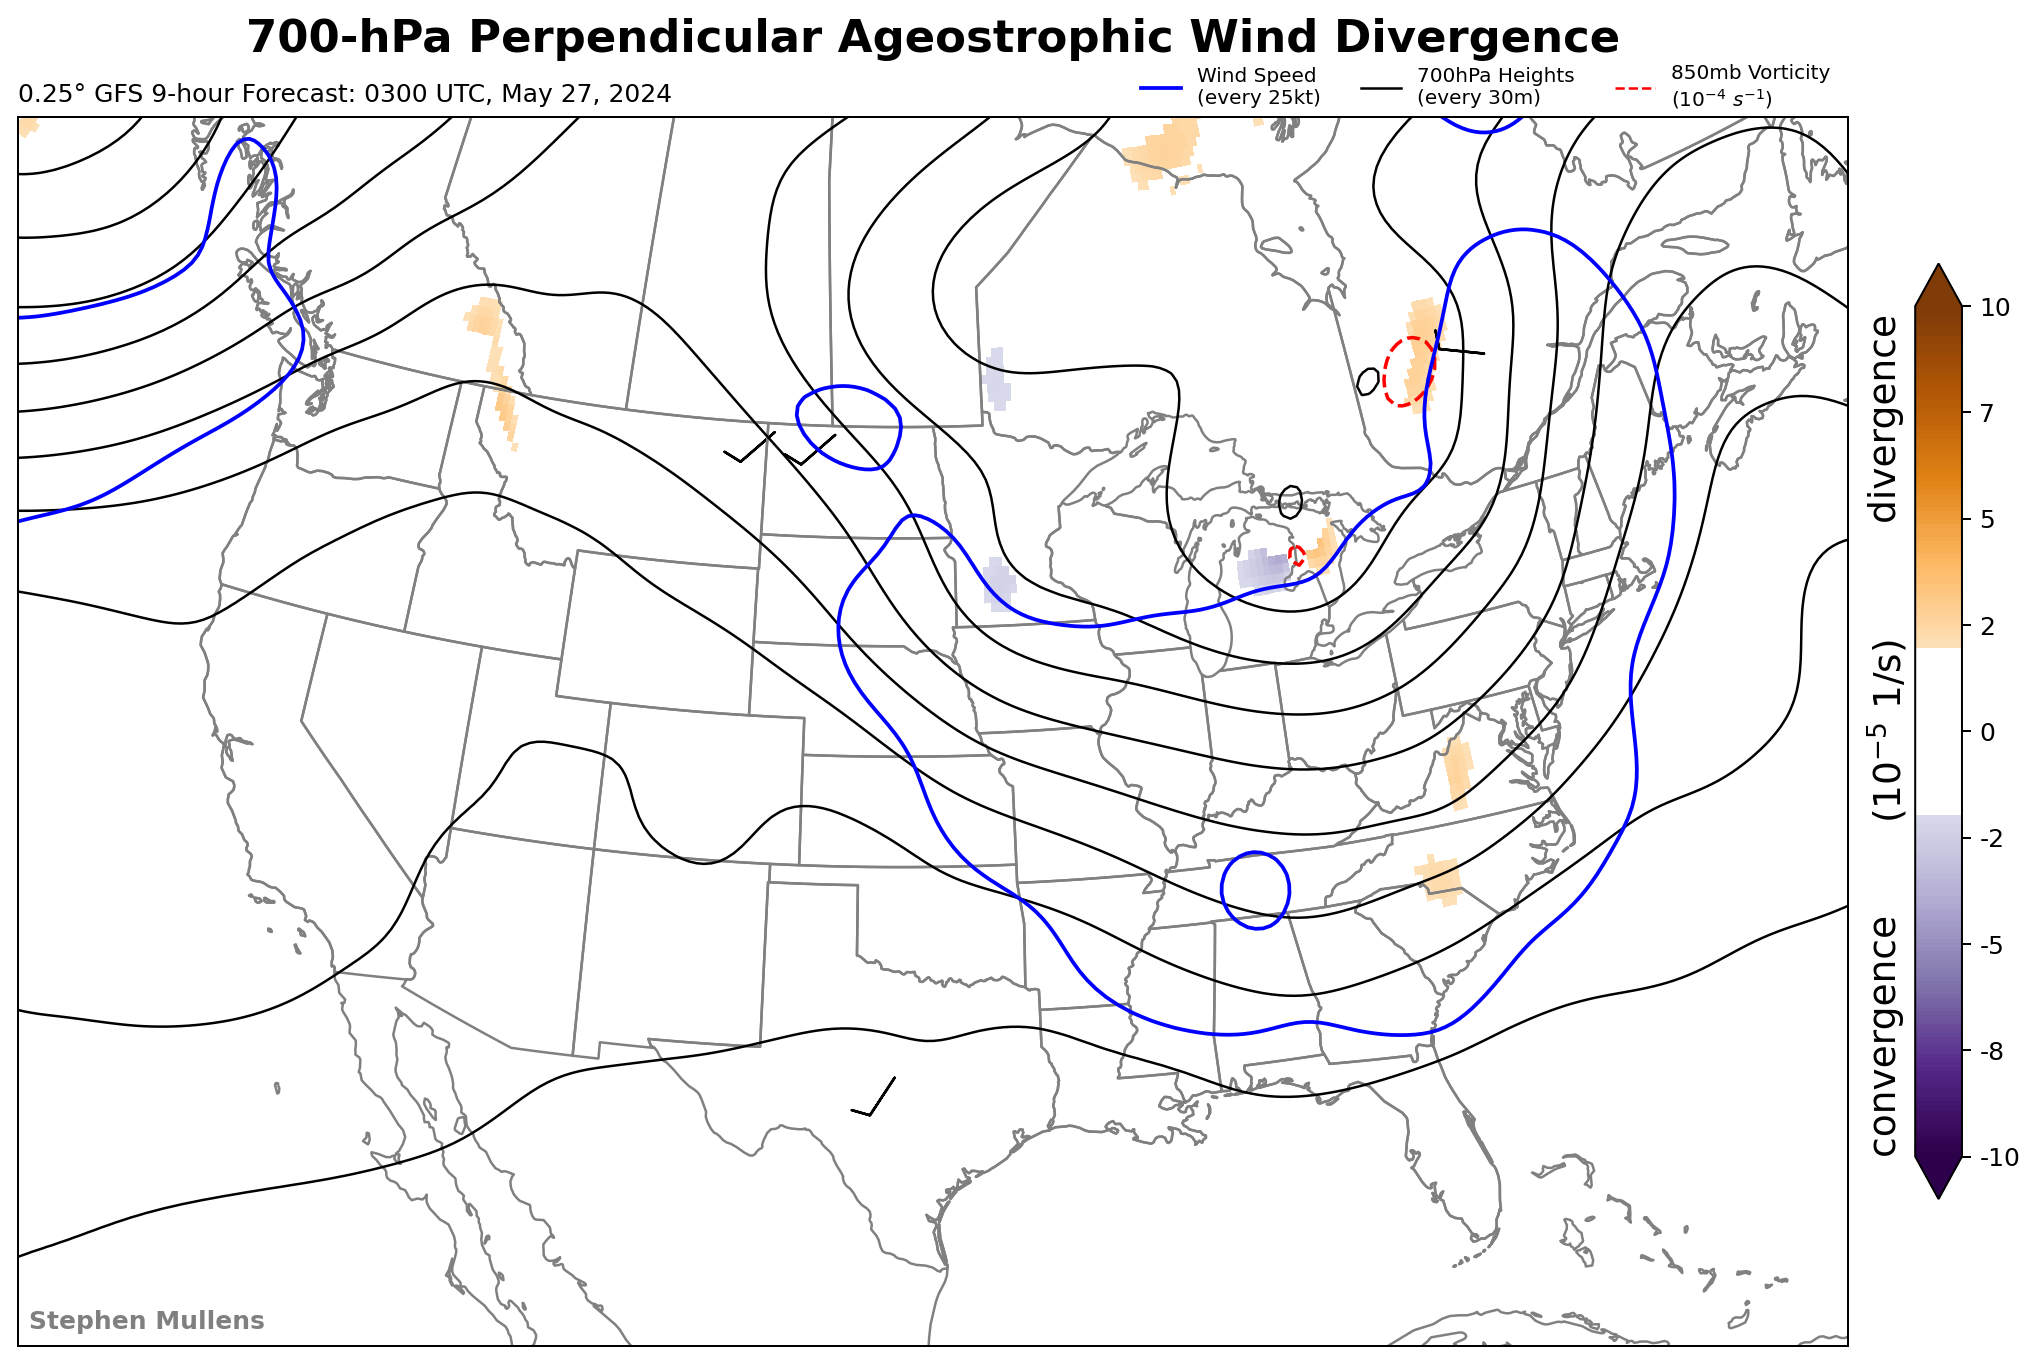 700-hPa Perpendicular Ageostrophic Wind Divergence
0.25° GFS 9-hour Forecast: 0300 UTC, May 27, 2024
Wind Speed
(every 25kt)
700hPa Heights
(every 30m)
850mb Vorticity
(10⁻⁴ s⁻¹)
10
7
5
2
0
-2
-5
-8
-10
convergence (10⁻⁵ 1/s) divergence
Stephen Mullens